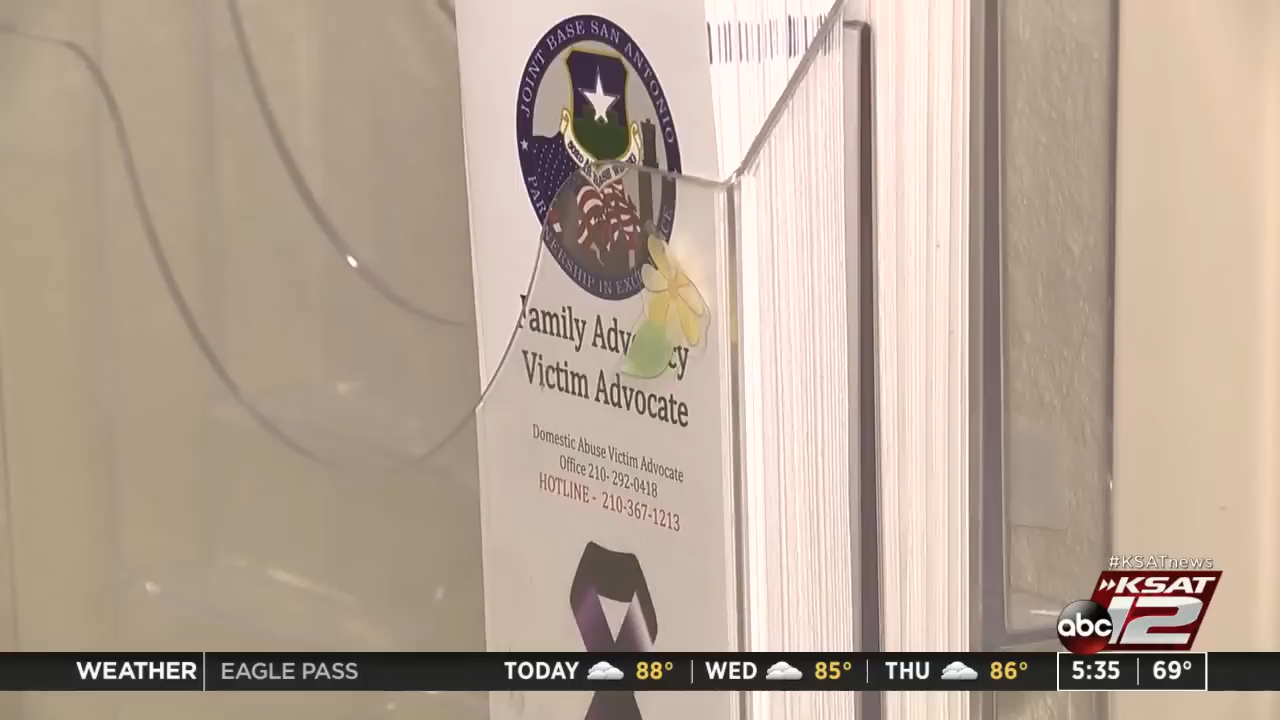 JOINT BASE SAN ANTONIO
Family Adv cy
Victim Advocate
Domestic Abuse Victim Advocate
Office 210- 292-0418
HOTLINE - 210-367-1213
#KSATnews
KSAT
abc 12
WEATHER EAGLE PASS TODAY 88° WED 85° THU 86° 5:35 69°